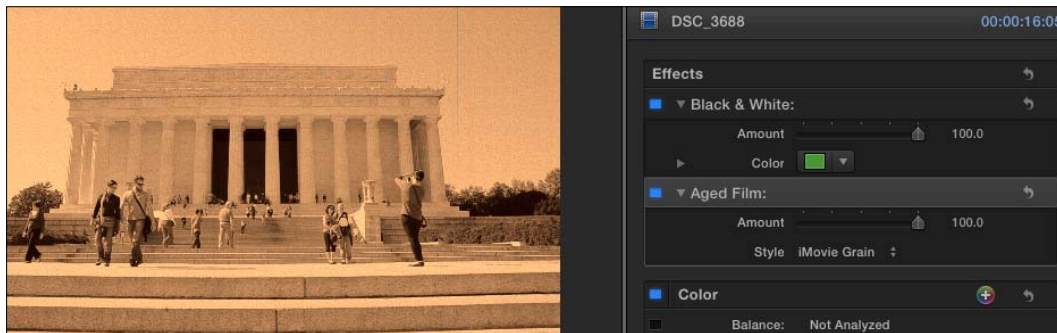 DSC_3688 00:00:16:05
Effects
Black & White:
Amount 100.0
Color
Aged Film:
Amount 100.0
Style iMovie Grain
Color
Balance: Not Analyzed